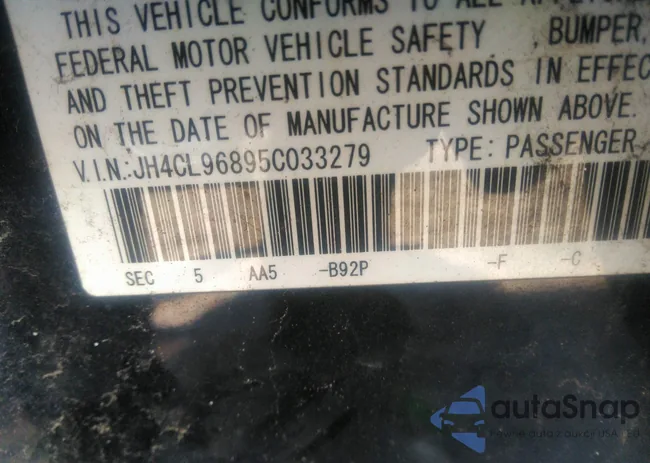 THIS VEHICLE CONFORMS TO ALL
FEDERAL MOTOR VEHICLE SAFETY, BUMPER,
AND THEFT PREVENTION STANDARDS IN EFFEC
ON THE DATE OF MANUFACTURE SHOWN ABOVE.
V.I.N.:JH4CL96895C033279 TYPE: PASSENGER
SEC 5 AA5 -B92P -F -C
autaSnap